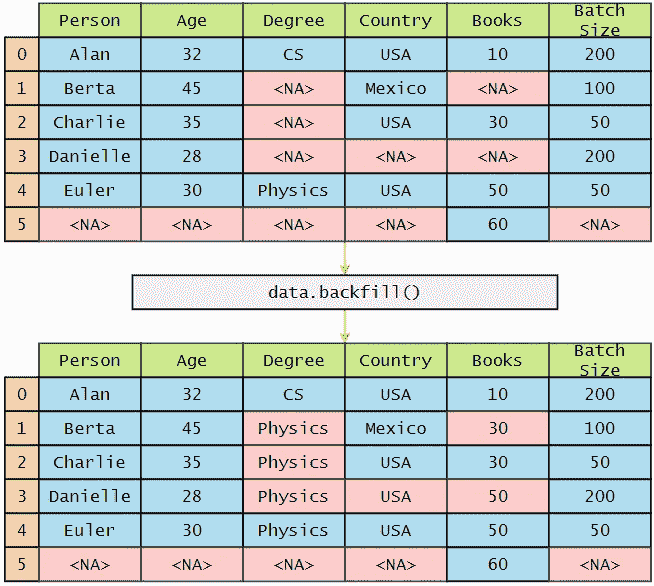 Person Age Degree Country Books Batch Size
0 Alan 32 CS USA 10 200
1 Berta 45 <NA> Mexico <NA> 100
2 Charlie 35 <NA> USA 30 50
3 Danielle 28 <NA> <NA> <NA> 200
4 Euler 30 Physics USA 50 50
5 <NA> <NA> <NA> <NA> 60 <NA>
data.backfill()
Person Age Degree Country Books Batch Size
0 Alan 32 CS USA 10 200
1 Berta 45 Physics Mexico 30 100
2 Charlie 35 Physics USA 30 50
3 Danielle 28 Physics USA 50 200
4 Euler 30 Physics USA 50 50
5 <NA> <NA> <NA> <NA> 60 <NA>